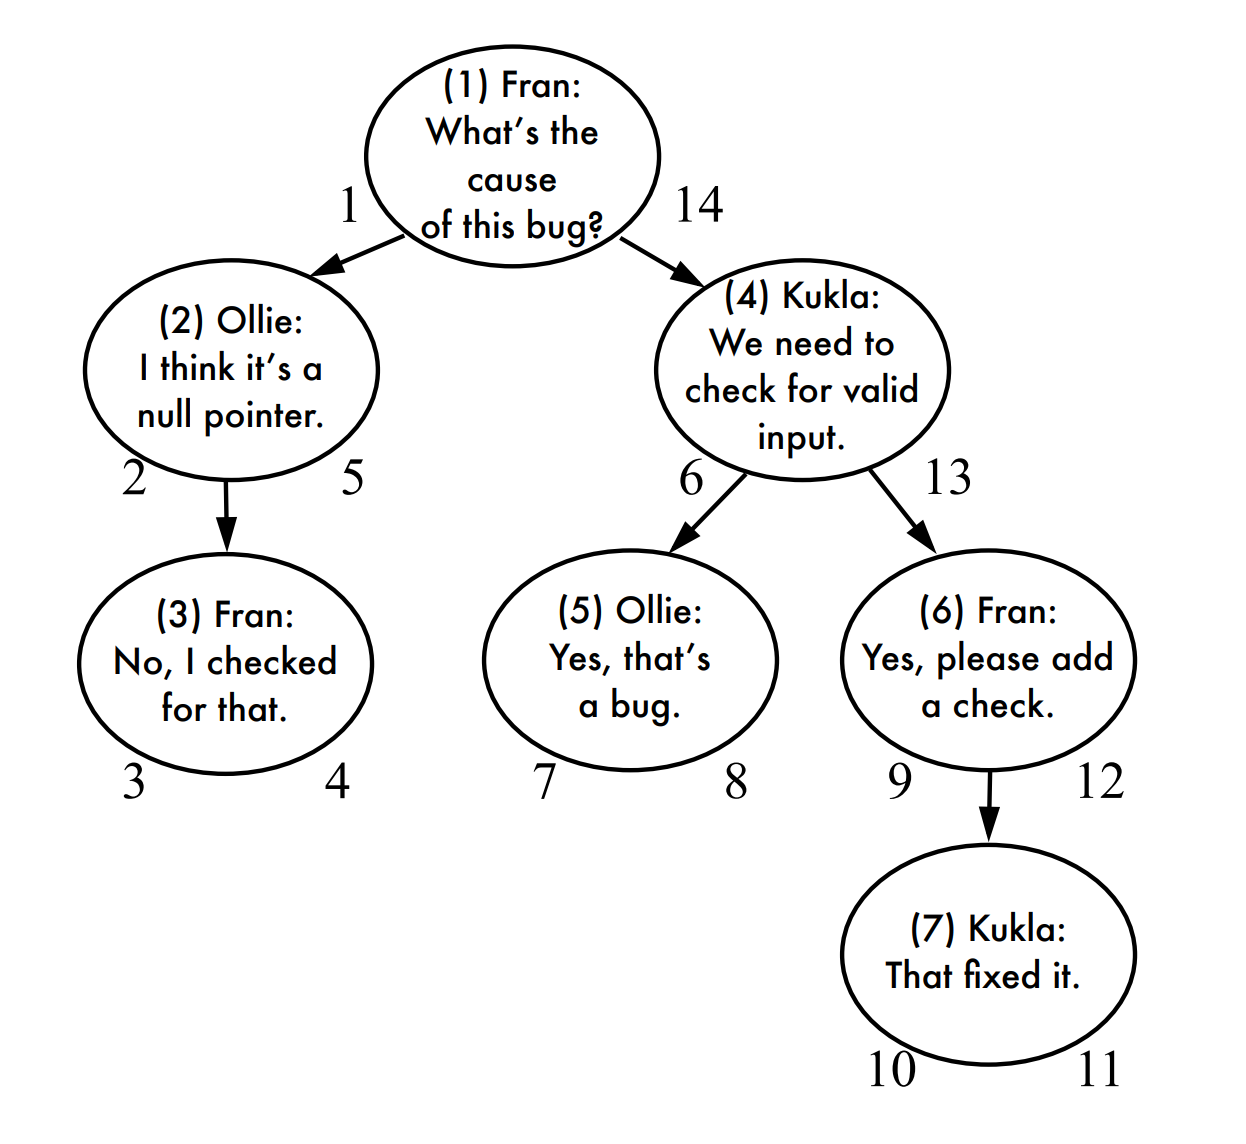 (1) Fran:
What’s the
cause
of this bug?
1
14
(2) Ollie:
I think it’s a
null pointer.
2
5
(4) Kukla:
We need to
check for valid
input.
6
13
(3) Fran:
No, I checked
for that.
3
4
(5) Ollie:
Yes, that’s
a bug.
7
8
(6) Fran:
Yes, please add
a check.
9
12
(7) Kukla:
That fixed it.
10
11